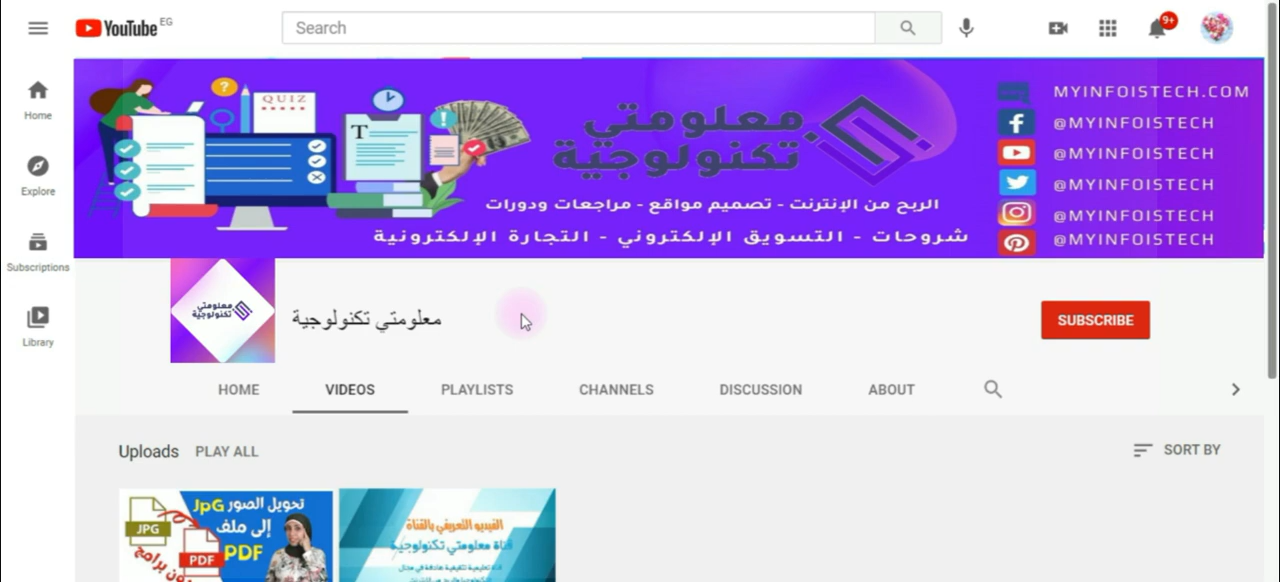 YouTube EG
Search
9+
Home
Explore
Subscriptions
Library
QUIZ
T
معلومتي
تكنولوجية
الربح من الإنترنت - تصميم مواقع - مراجعات ودورات
شروحات - التسويق الإلكتروني - التجارة الإلكترونية
MYINFOISTECH.COM
@MYINFOISTECH
@MYINFOISTECH
@MYINFOISTECH
@MYINFOISTECH
@MYINFOISTECH
معلومتي
تكنولوجية
معلومتي تكنولوجية
SUBSCRIBE
HOME VIDEOS PLAYLISTS CHANNELS DISCUSSION ABOUT
Uploads PLAY ALL
SORT BY
تحويل الصور JpG
إلى ملف
PDF
JPG
PDF
بدون برامج
الفيديو التعريفي بالقناة
قناة معلومتي تكنولوجية